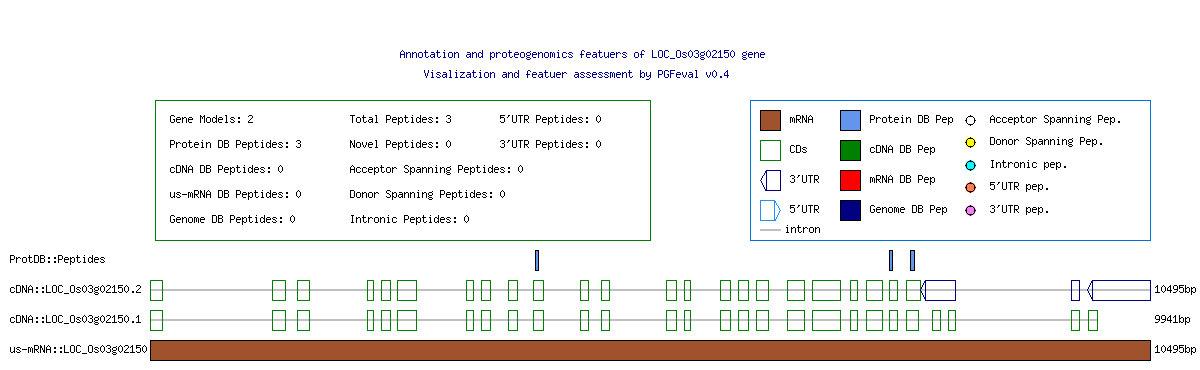 Annotation and proteogenomics featuers of LOC_Os03g02150 gene
Visalization and featuer assessment by PGFeval v0.4
Gene Models: 2 Total Peptides: 3 5'UTR Peptides: 0
Protein DB Peptides: 3 Novel Peptides: 0 3'UTR Peptides: 0
cDNA DB Peptides: 0 Acceptor Spanning Peptides: 0
us-mRNA DB Peptides: 0 Donor Spanning Peptides: 0
Genome DB Peptides: 0 Intronic Peptides: 0
mRNA Protein DB Pep Acceptor Spanning Pep.
CDs cDNA DB Pep Donor Spanning Pep.
3'UTR mRNA DB Pep Intronic pep.
5'UTR Genome DB Pep 5'UTR pep.
intron 3'UTR pep.
ProtDB::Peptides
cDNA::LOC_Os03g02150.2 10495bp
cDNA::LOC_Os03g02150.1 9941bp
us-mRNA::LOC_Os03g02150 10495bp